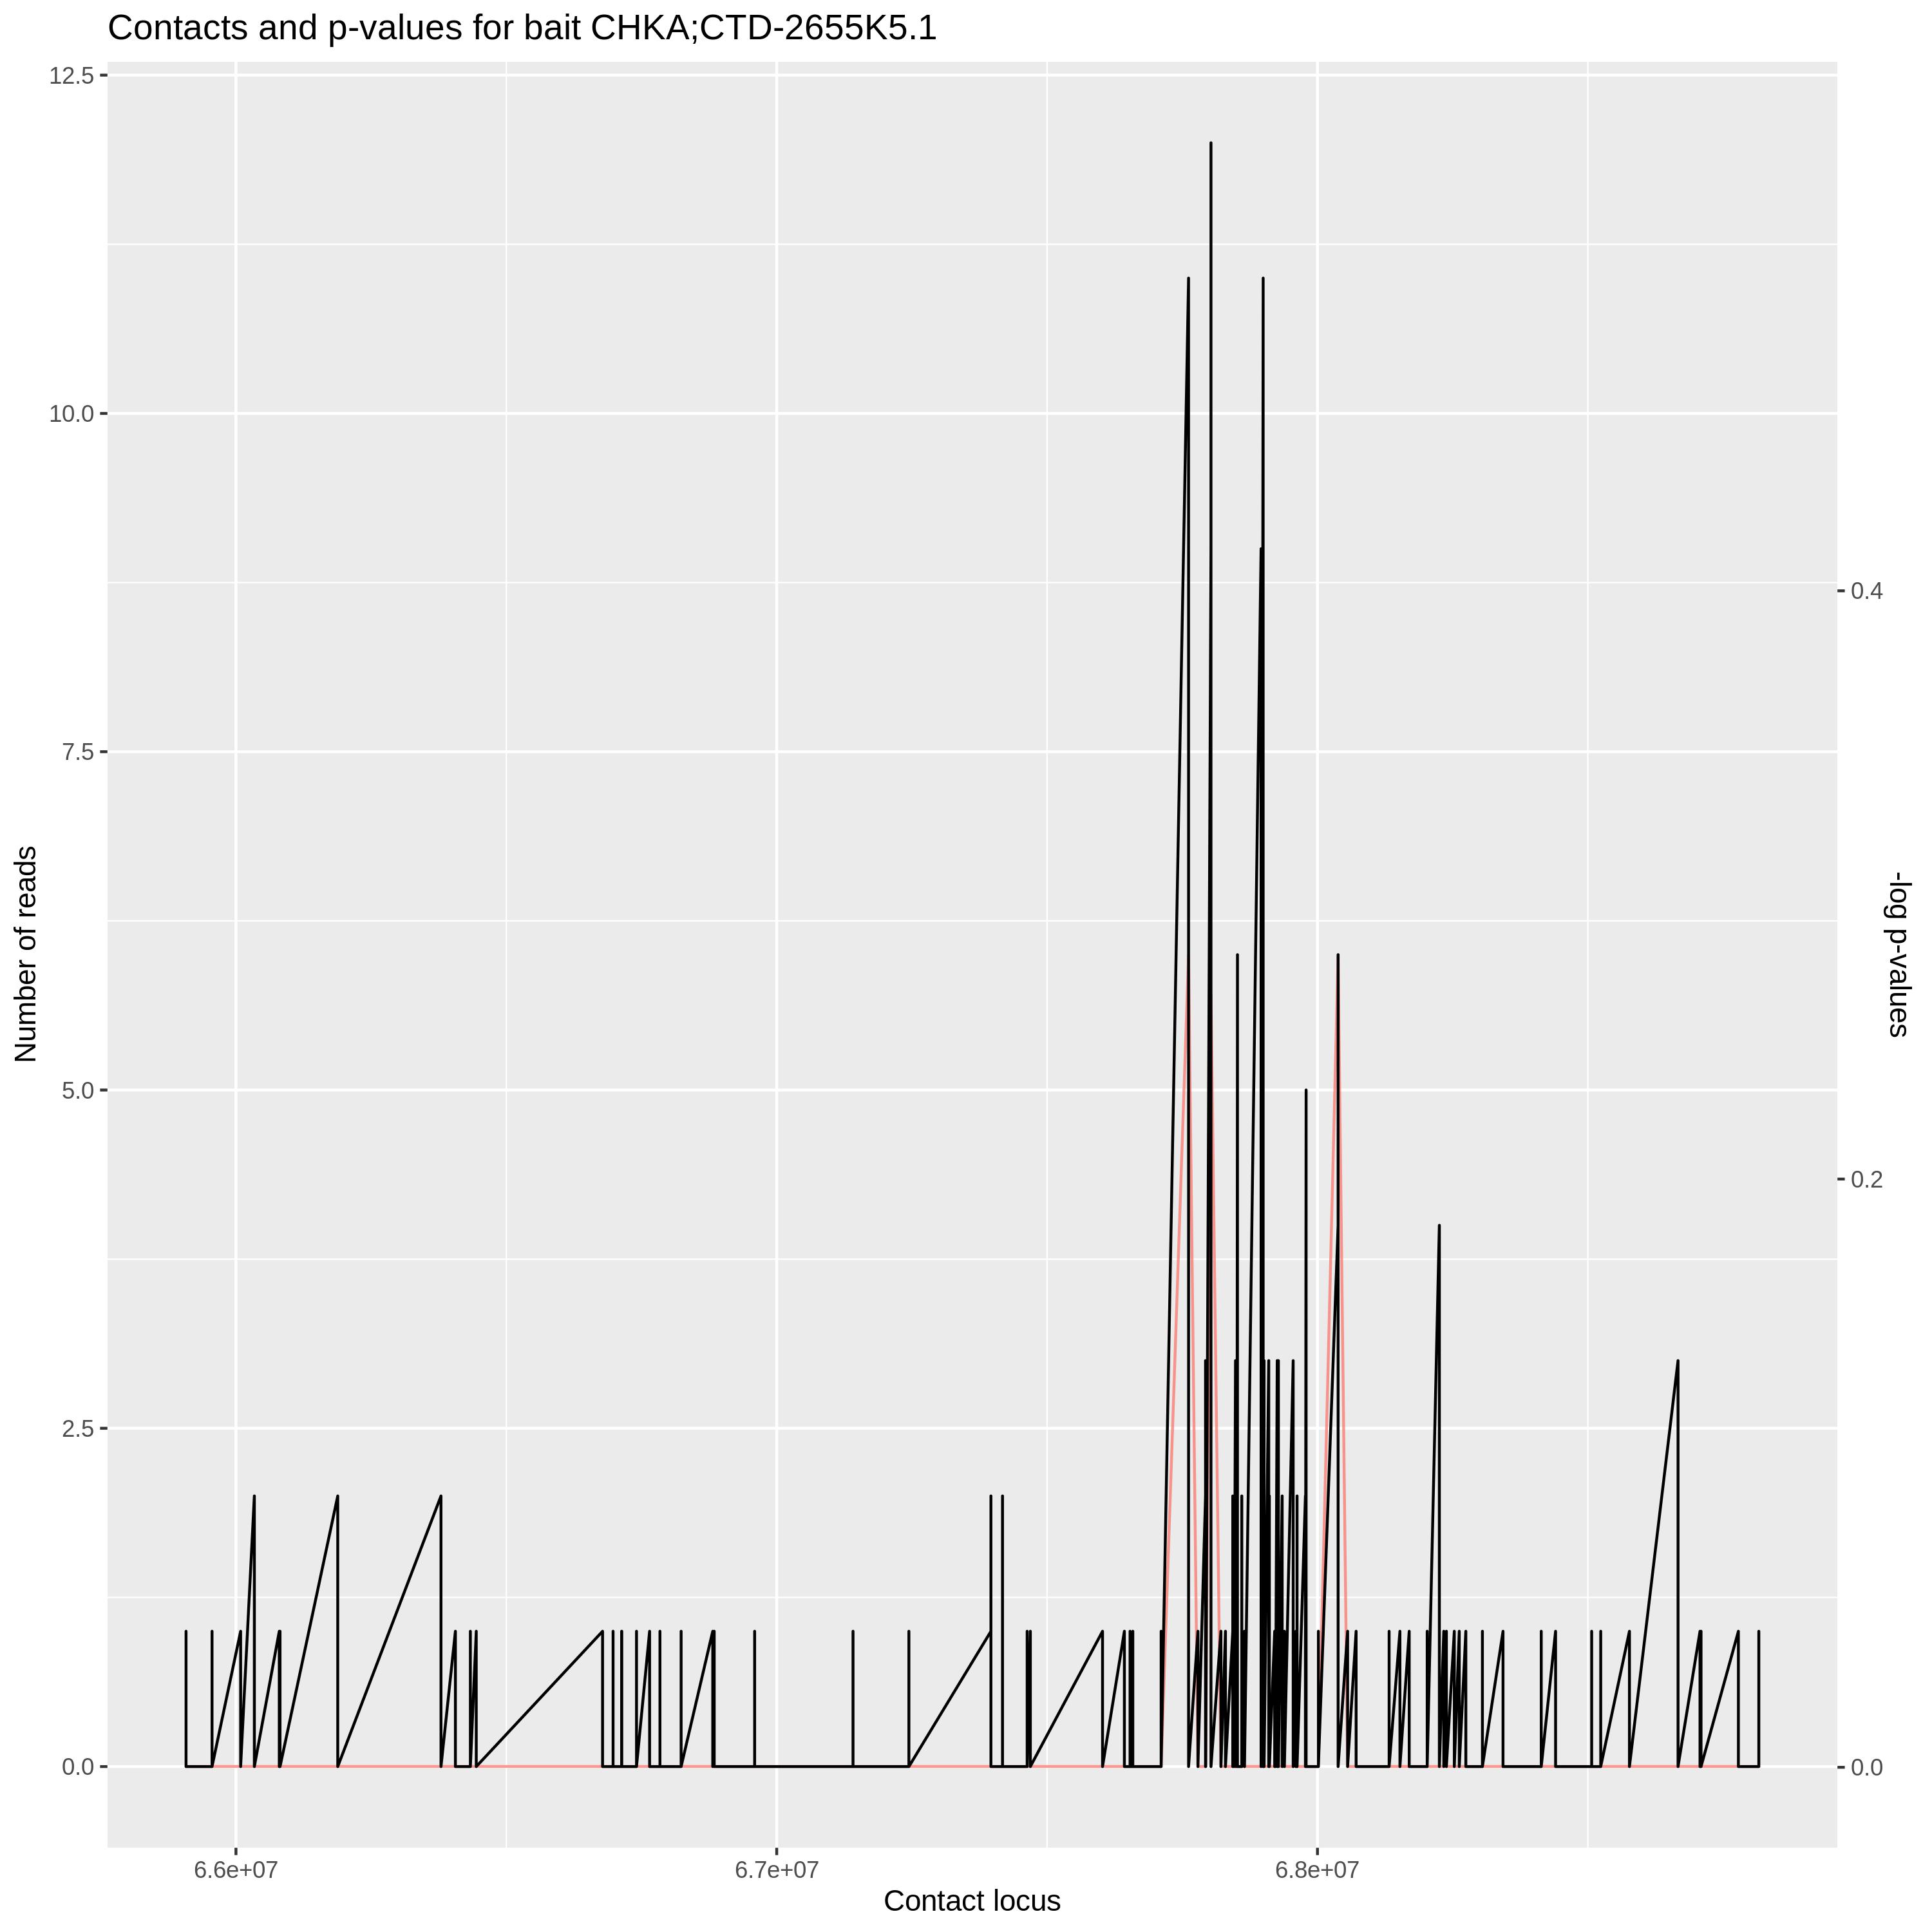 Contacts and p-values for bait CHKA;CTD-2655K5.1
12.5
10.0
7.5
5.0
2.5
0.0
Number of reads
0.4
0.2
0.0
-log p-values
6.6e+07
6.7e+07
6.8e+07
Contact locus